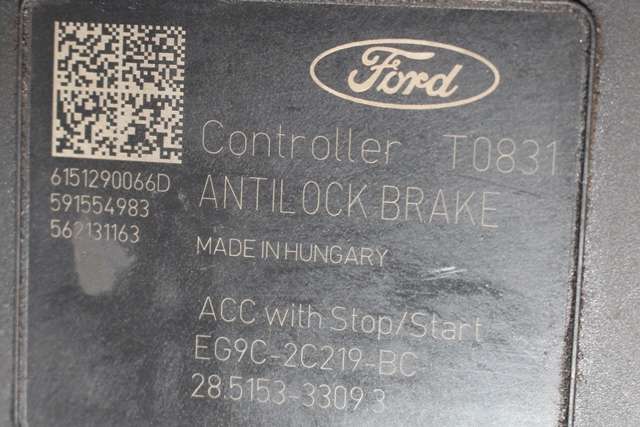 Ford
Controller T0831
ANTILOCK BRAKE
MADE IN HUNGARY
6151290066D
591554983
562131163
ACC with Stop/Start
EG9C-2C219-BC
28.5153-3309.3